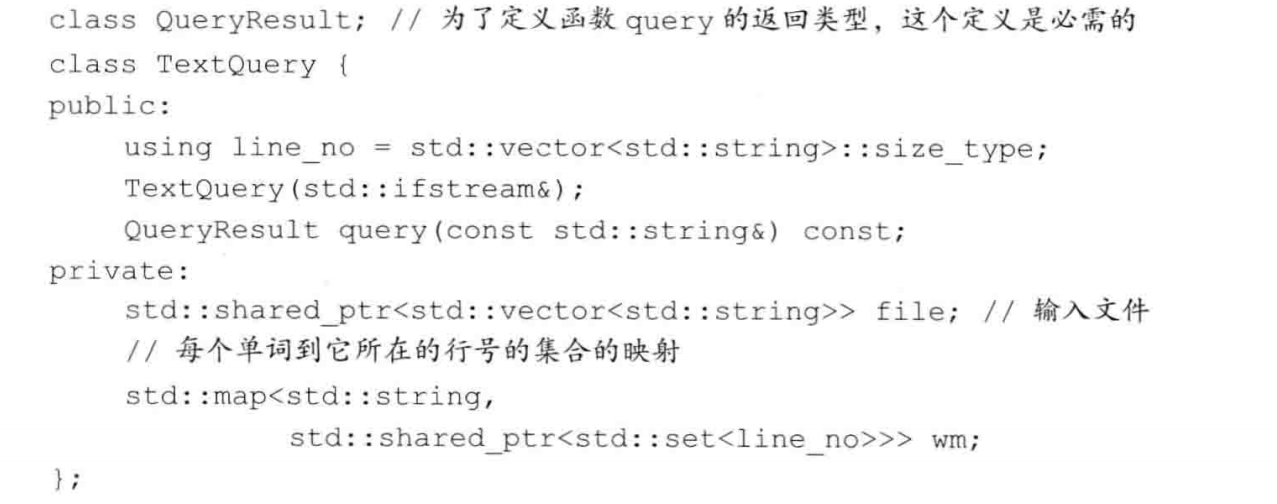 class QueryResult; // 为了定义函数 query 的返回类型，这个定义是必需的
class TextQuery {
public:
    using line_no = std::vector<std::string>::size_type;
    TextQuery(std::ifstream&);
    QueryResult query(const std::string&) const;
private:
    std::shared_ptr<std::vector<std::string>> file; // 输入文件
    // 每个单词到它所在的行号的集合的映射
    std::map<std::string,
             std::shared_ptr<std::set<line_no>>> wm;
};